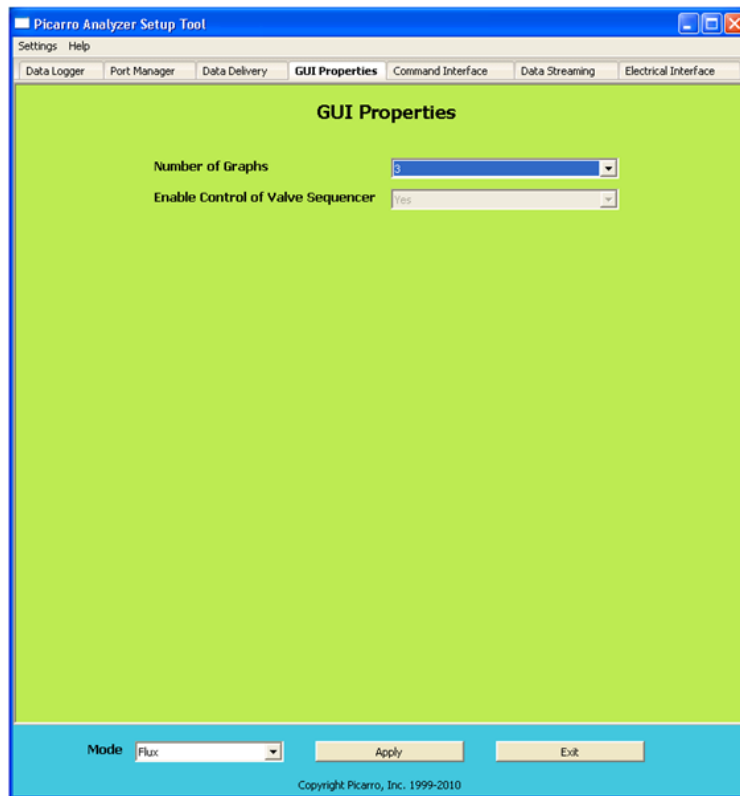 Picarro Analyzer Setup Tool
Settings Help
Data Logger Port Manager Data Delivery GUI Properties Command Interface Data Streaming Electrical Interface
GUI Properties
Number of Graphs 3
Enable Control of Valve Sequencer Yes
Mode Flux Apply Exit
Copyright Picarro, Inc. 1999-2010